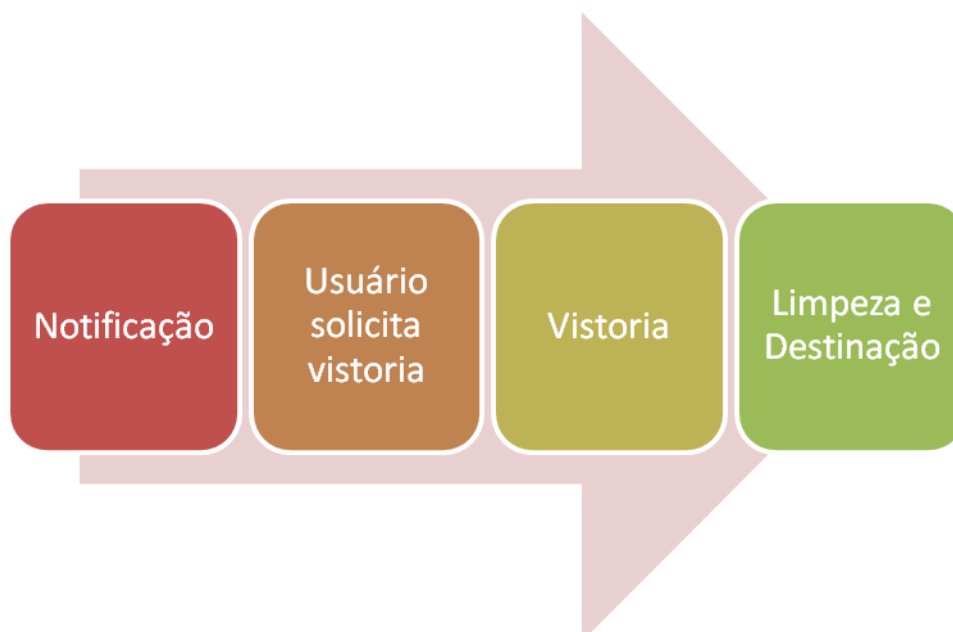 Notificação
Usuário
solicita
vistoria
Vistoria
Limpeza e
Destinação